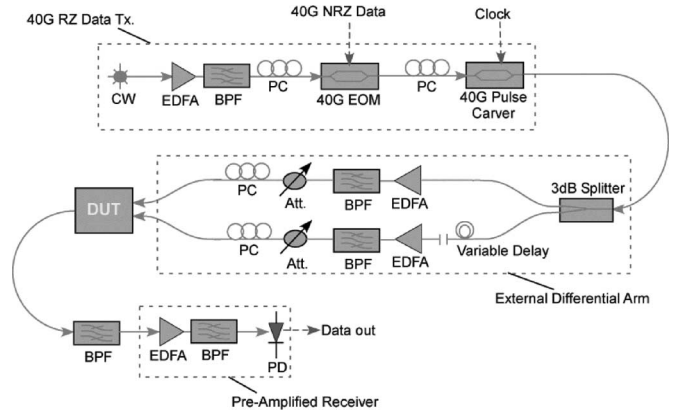 40G RZ Data Tx.
40G NRZ Data
Clock
CW
EDFA
BPF
PC
40G EOM
PC
40G Pulse
Carver
PC
Att.
BPF
EDFA
3dB Splitter
DUT
PC
Att.
BPF
EDFA
Variable Delay
External Differential Arm
BPF
EDFA
BPF
PD
Data out
Pre-Amplified Receiver